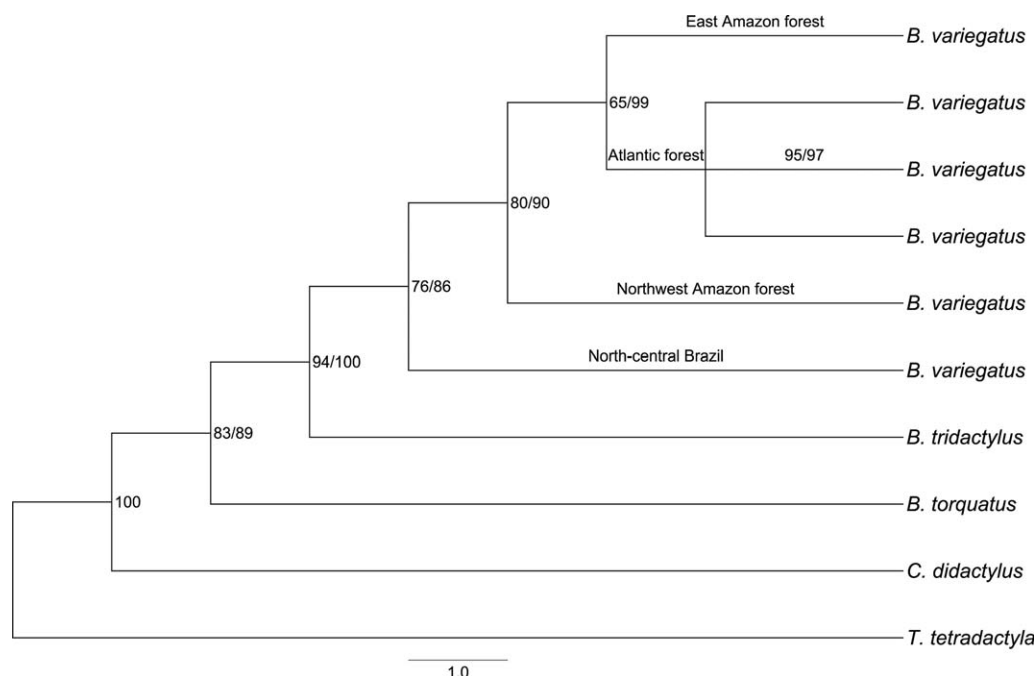 East Amazon forest
B. variegatus
65/99
B. variegatus
Atlantic forest
95/97
B. variegatus
80/90
B. variegatus
Northwest Amazon forest
B. variegatus
76/86
North-central Brazil
B. variegatus
94/100
B. tridactylus
83/89
B. torquatus
100
C. didactylus
T. tetradactyla
1.0